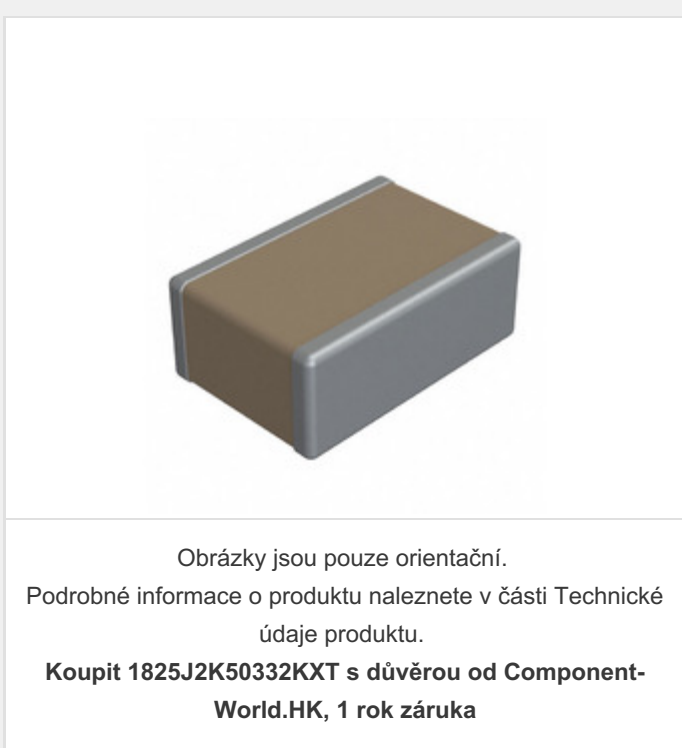 Obrázky jsou pouze orientační.
Podrobné informace o produktu naleznete v části Technické
údaje produktu.
Koupit 1825J2K50332KXT s důvěrou od Component-
World.HK, 1 rok záruka